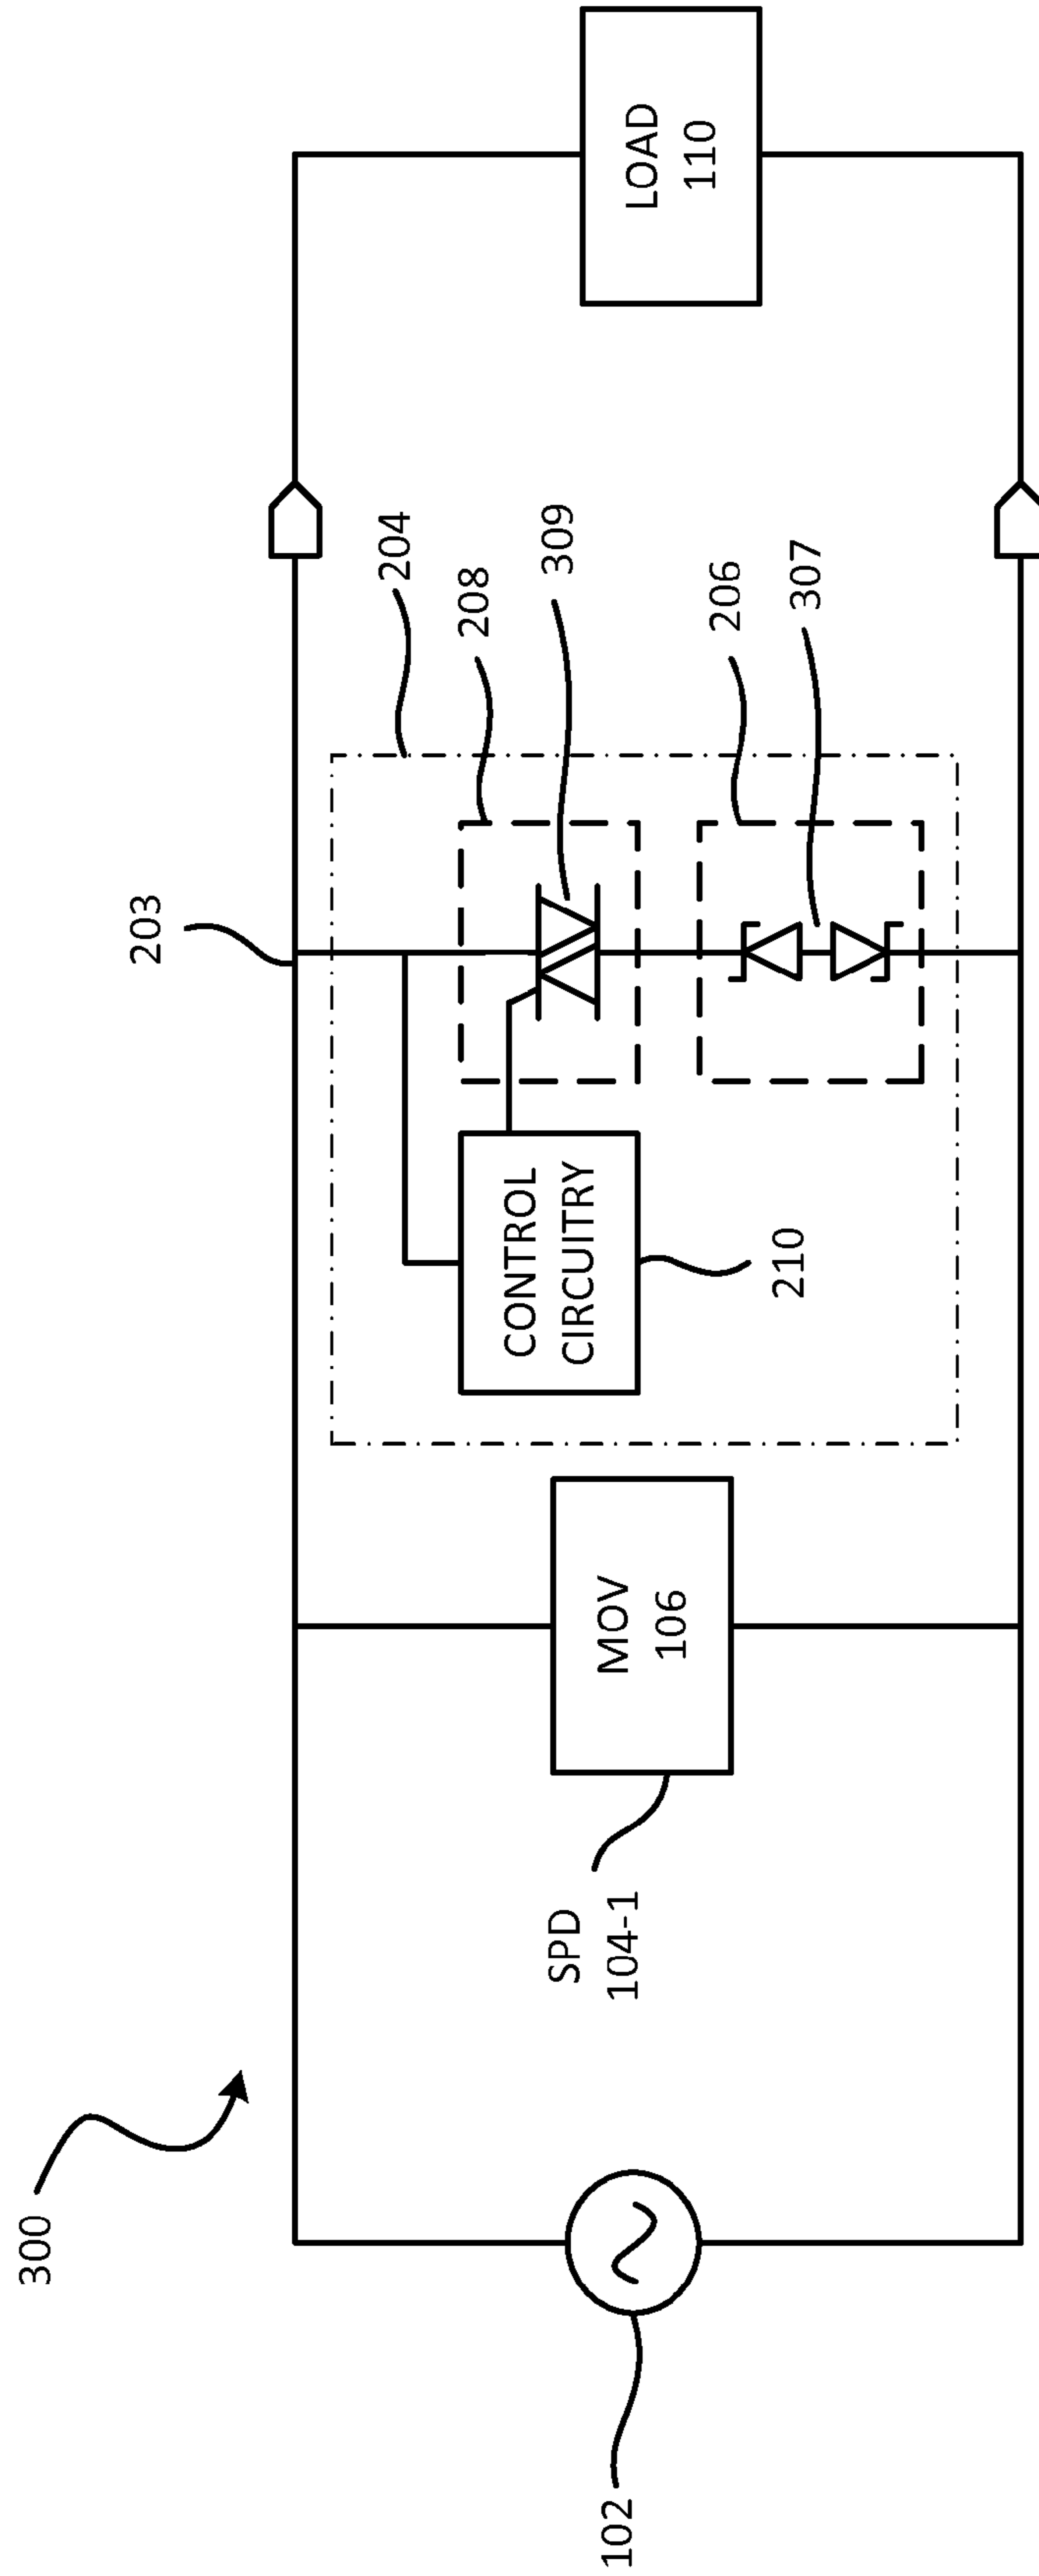 300
203
204
208
309
206
307
LOAD
110
CONTROL
CIRCUITRY
210
MOV
106
SPD
104-1
102